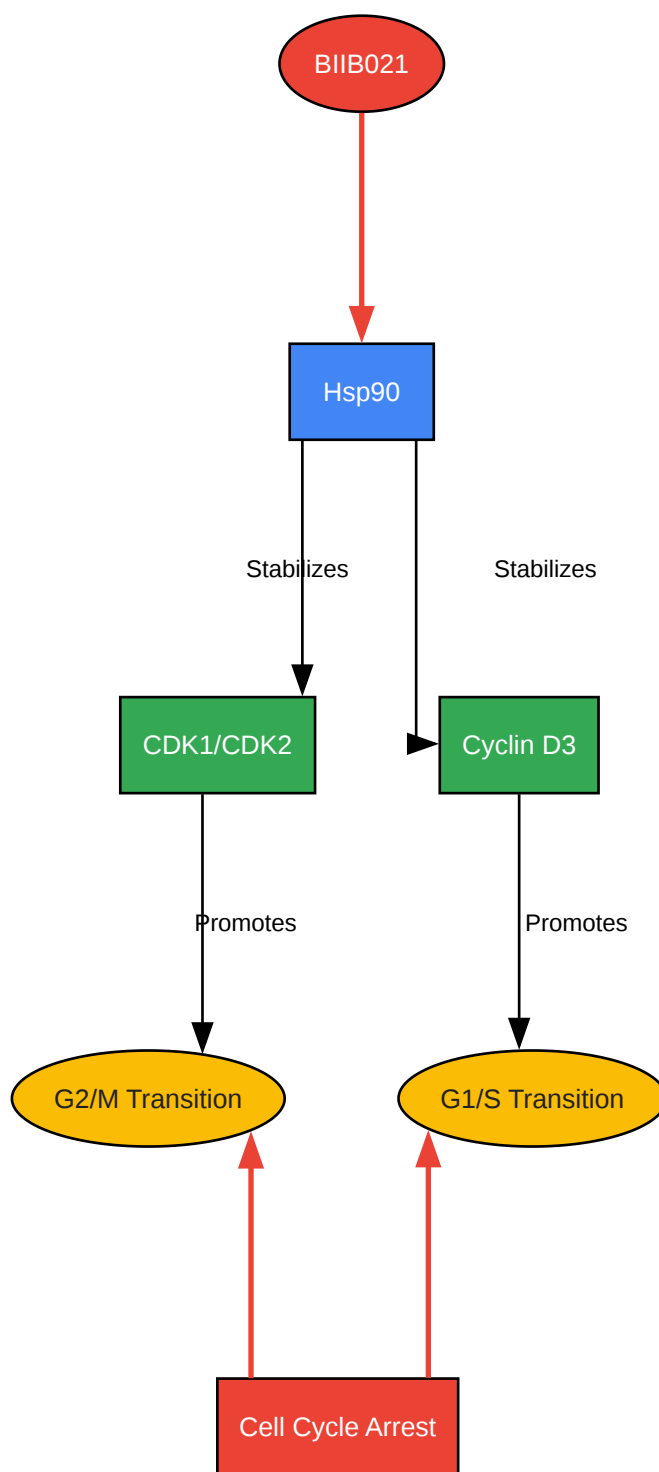 BIIB021
Hsp90
Stabilizes
Stabilizes
CDK1/CDK2
Cyclin D3
Promotes
Promotes
G2/M Transition
G1/S Transition
Cell Cycle Arrest